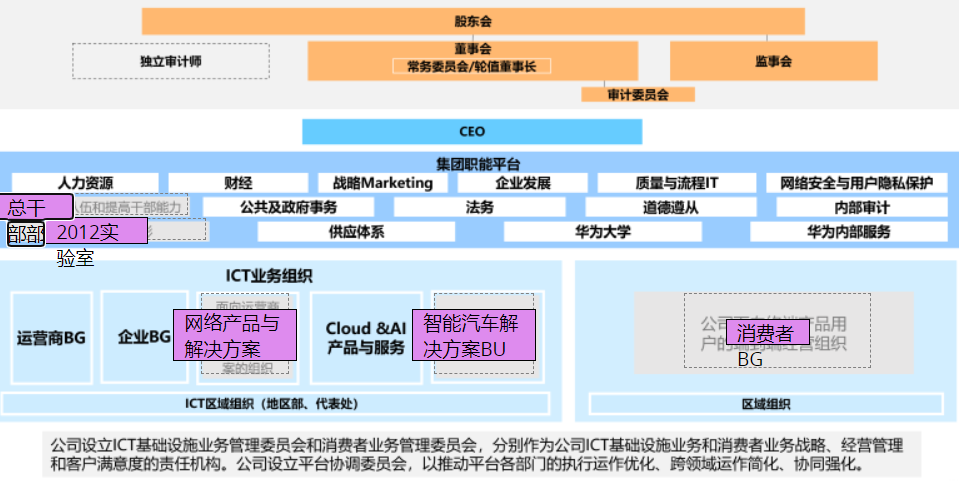 股东会
独立审计师
董事会
常务委员会/轮值董事长
监事会
审计委员会
CEO
集团职能平台
人力资源
财经
战略Marketing
企业发展
质量与流程IT
网络安全与用户隐私保护
总干
部部
伍和提高干部能力
公共及政府事务
法务
道德遵从
内部审计
2012实
验室
供应体系
华为大学
华为内部服务
ICT业务组织
运营商BG
企业BG
面向运营商
网络产品与
解决方案
案的组织
Cloud &AI
产品与服务
智能汽车解
决方案BU
ICT区域组织（地区部、代表处）
公司
产品用
户的
经营组织
消费者
BG
区域组织
公司设立ICT基础设施业务管理委员会和消费者业务管理委员会，分别作为公司ICT基础设施业务和消费者业务战略、经营管理
和客户满意度的责任机构。公司设立平台协调委员会，以推动平台各部门的执行运作优化、跨领域运作简化、协同强化。